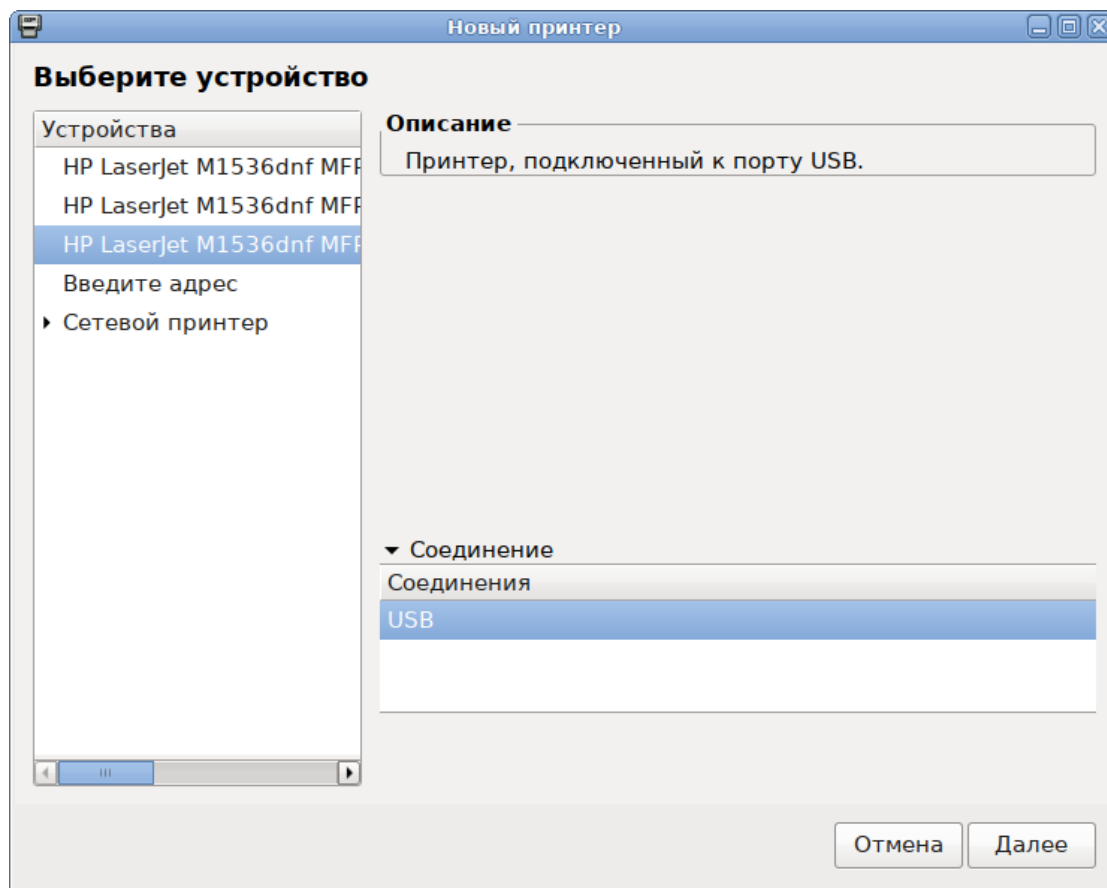 Новый принтер
Выберите устройство
Устройства
HP LaserJet M1536dnf MFP
HP LaserJet M1536dnf MFP
HP LaserJet M1536dnf MFP
Введите адрес
Сетевой принтер
Описание
Принтер, подключенный к порту USB.
Соединение
Соединения
USB
Отмена
Далее